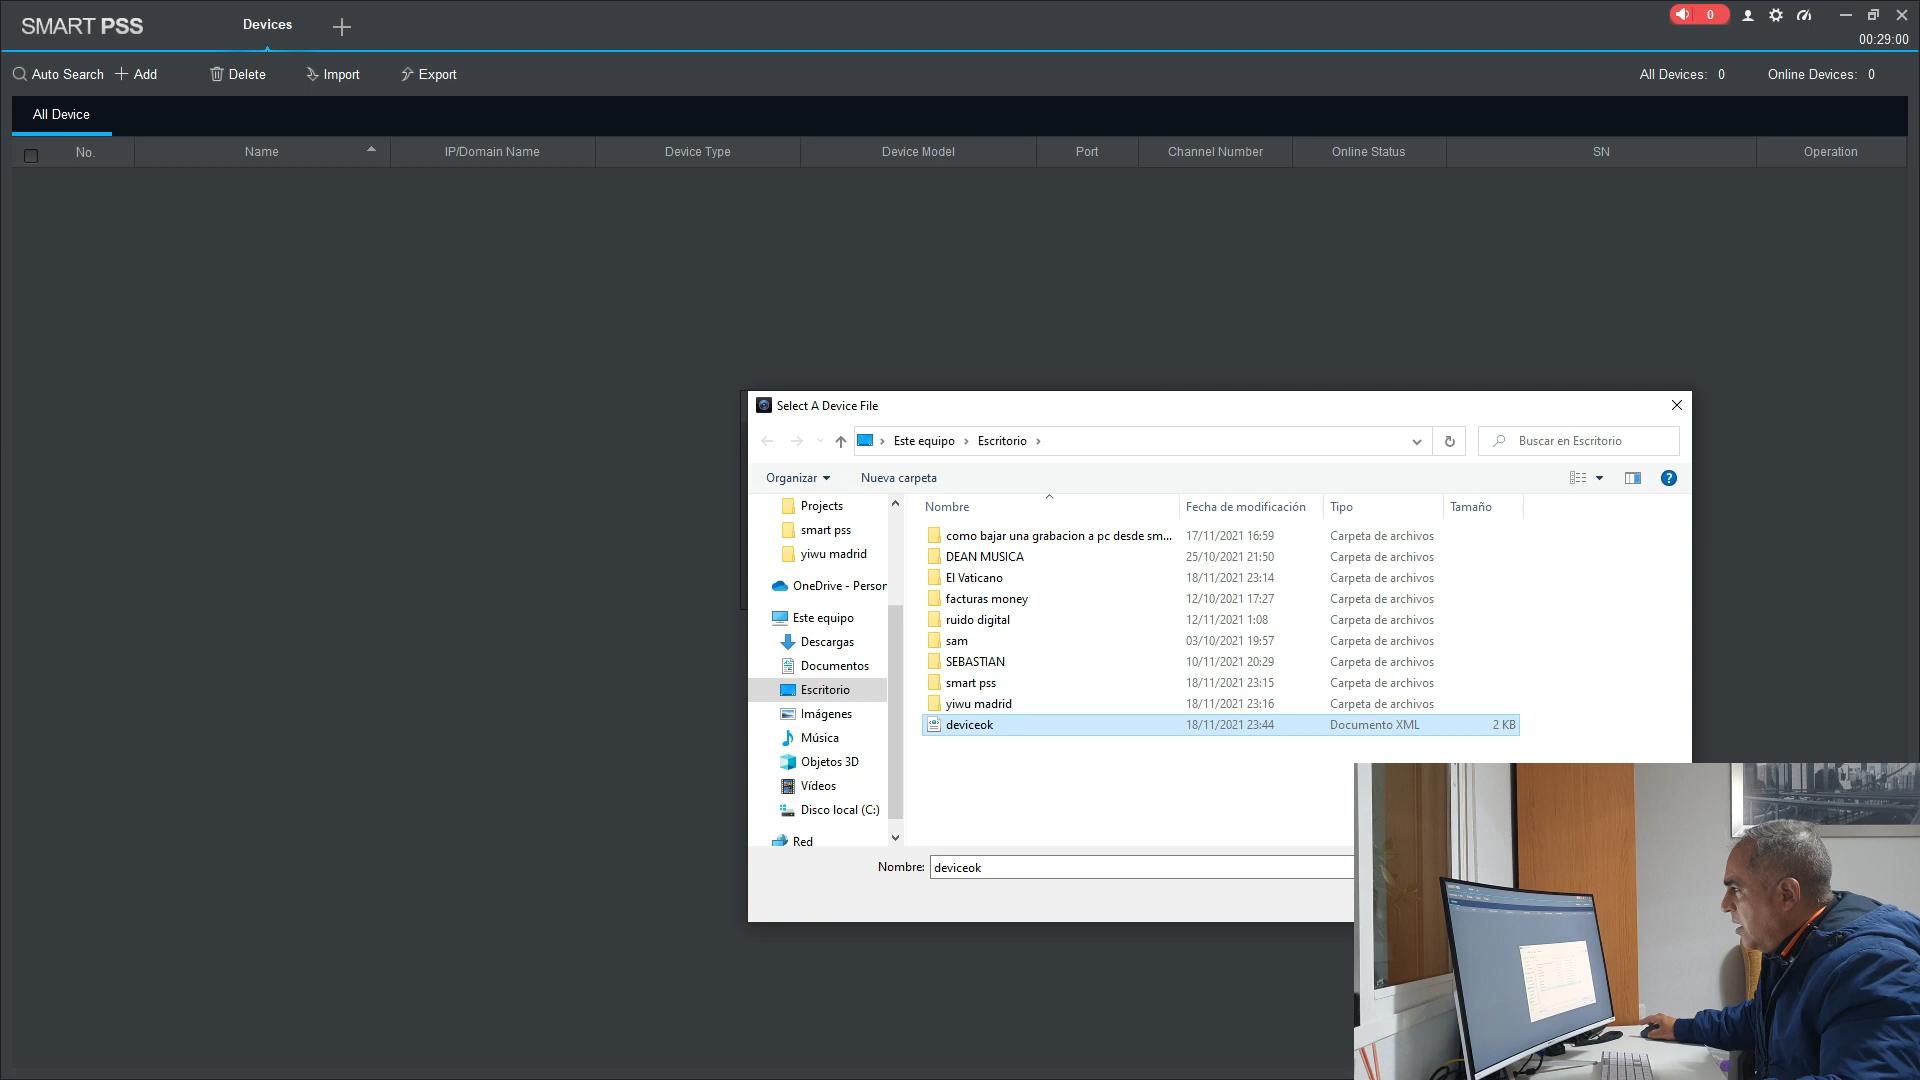 SMART PSS
Devices
0
00:29:00
Auto Search
Add
Delete
Import
Export
All Devices: 0
Online Devices: 0
All Device
No.
Name
IP/Domain Name
Device Type
Device Model
Port
Channel Number
Online Status
SN
Operation
Select A Device File
Este equipo
Escritorio
Buscar en Escritorio
Organizar
Nueva carpeta
Projects
smart pss
yiwu madrid
OneDrive - Person
Este equipo
Descargas
Documentos
Escritorio
Imágenes
Música
Objetos 3D
Vídeos
Disco local (C:)
Red
Nombre Fecha de modificación Tipo Tamaño
como bajar una grabacion a pc desde sm... 17/11/2021 16:59 Carpeta de archivos
DEAN MUSICA 25/10/2021 21:50 Carpeta de archivos
El Vaticano 18/11/2021 23:14 Carpeta de archivos
facturas money 12/10/2021 17:27 Carpeta de archivos
ruido digital 12/11/2021 1:08 Carpeta de archivos
sam 03/10/2021 19:57 Carpeta de archivos
SEBASTIAN 10/11/2021 20:29 Carpeta de archivos
smart pss 18/11/2021 23:15 Carpeta de archivos
yiwu madrid 18/11/2021 23:16 Carpeta de archivos
deviceok 18/11/2021 23:44 Documento XML 2 KB
Nombre: deviceok